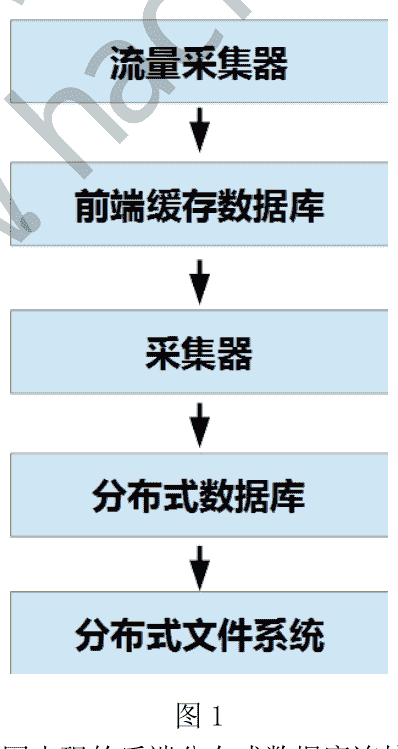 流量采集器
前端缓存数据库
采集器
分布式数据库
分布式文件系统
图 1